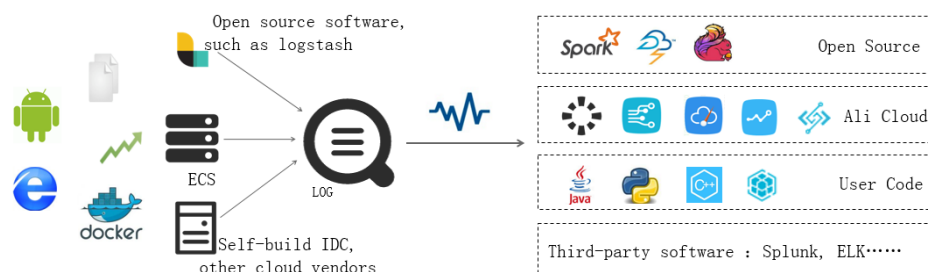 Open source software,
such as logstash
ECS
LOG
docker
Self-build IDC,
other cloud vendors
Spark
Open Source
Ali Cloud
Java
C++
User Code
Third-party software : Splunk, ELK······